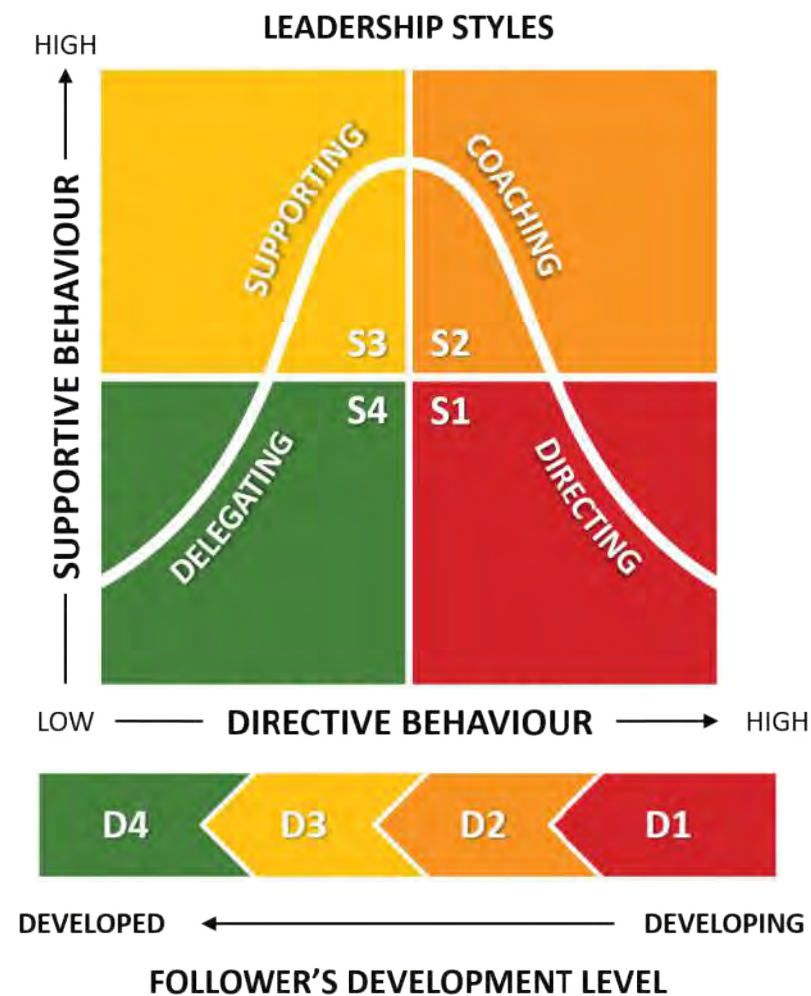 LEADERSHIP STYLES
HIGH
SUPPORTIVE BEHAVIOUR
SUPPORTING
COACHING
S3
S2
S4
S1
DELEGATING
DIRECTING
LOW
DIRECTIVE BEHAVIOUR
HIGH
D4
D3
D2
D1
DEVELOPED
DEVELOPING
FOLLOWER'S DEVELOPMENT LEVEL